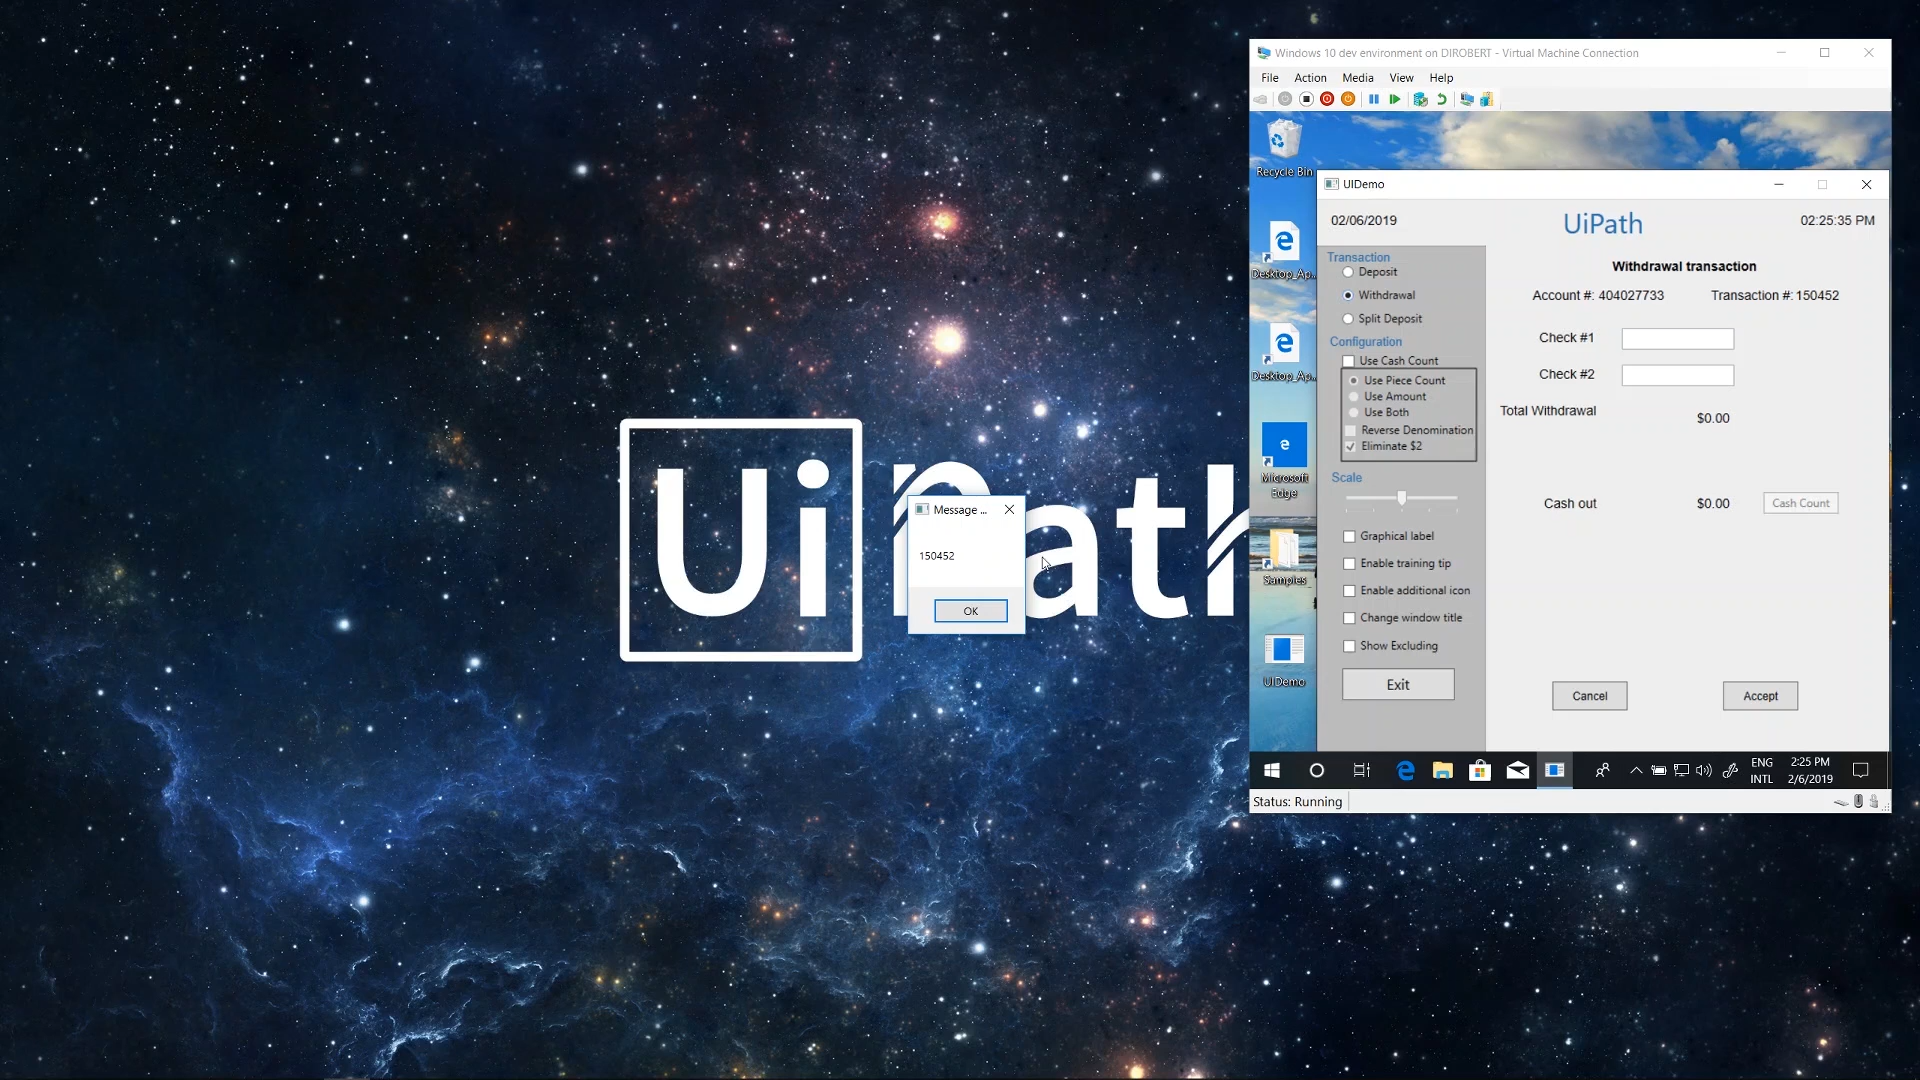 Windows 10 dev environment on DIROBERT - Virtual Machine Connection
File Action Media View Help
Recycle Bin
Desktop_Ap...
Desktop_Ap...
Microsoft
Edge
Samples
UIDemo
UIDemo
02/06/2019
UiPath
02:25:35 PM
Transaction
Deposit
Withdrawal
Split Deposit
Configuration
Use Cash Count
Use Piece Count
Use Amount
Use Both
Reverse Denomination
Eliminate $2
Scale
Graphical label
Enable training tip
Enable additional icon
Change window title
Show Excluding
Exit
Withdrawal transaction
Account #: 404027733 Transaction #: 150452
Check #1
Check #2
Total Withdrawal $0.00
Cash out $0.00 Cash Count
Cancel Accept
ENG
INTL
2:25 PM
2/6/2019
Status: Running
UiPath
Message ...
150452
OK